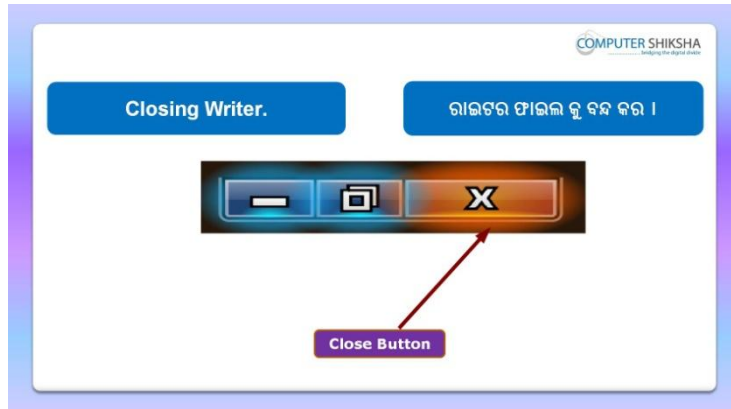 COMPUTER SHIKSHA
Bridging the digital divide
Closing Writer.
ରାଇଟର ଫାଇଲ କୁ ବନ୍ଦ କର ।
X
Close Button